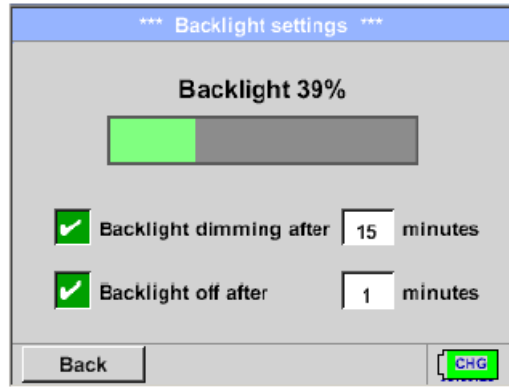 *** Backlight settings ***
Backlight 39%
Backlight dimming after 15 minutes
Backlight off after 1 minutes
Back
CHG